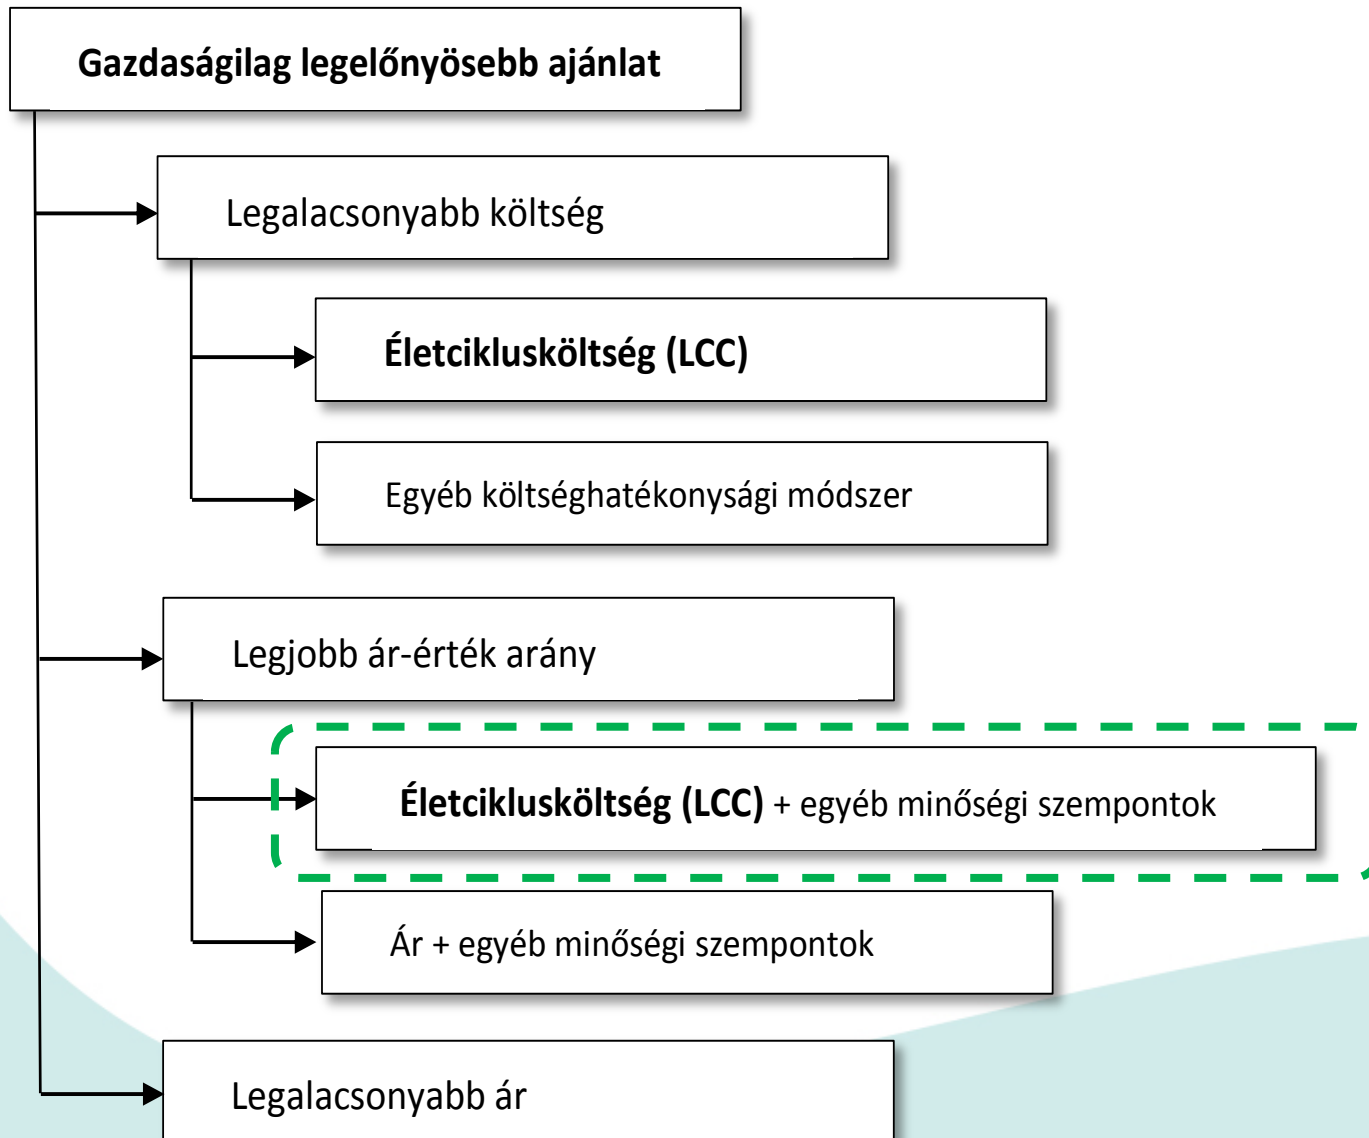 Gazdaságilag legelőnyösebb ajánlat
Legalacsonyabb költség
Életciklusköltség (LCC)
Egyéb költséghatékonysági módszer
Legjobb ár-érték arány
Életciklusköltség (LCC) + egyéb minőségi szempontok
Ár + egyéb minőségi szempontok
Legalacsonyabb ár